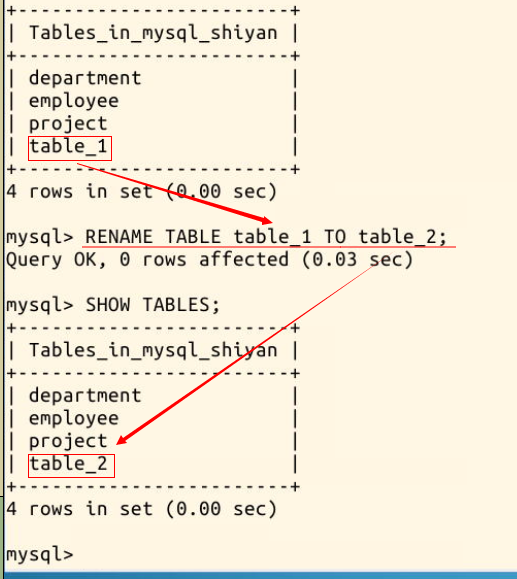 +------------------------+
| Tables_in_mysql_shiyan |
+------------------------+
| department             |
| employee               |
| project                |
| table_1                |
+------------------------+
4 rows in set (0.00 sec)
mysql> RENAME TABLE table_1 TO table_2;
Query OK, 0 rows affected (0.03 sec)
mysql> SHOW TABLES;
+------------------------+
| Tables_in_mysql_shiyan |
+------------------------+
| department             |
| employee               |
| project                |
| table_2                |
+------------------------+
4 rows in set (0.00 sec)
mysql>